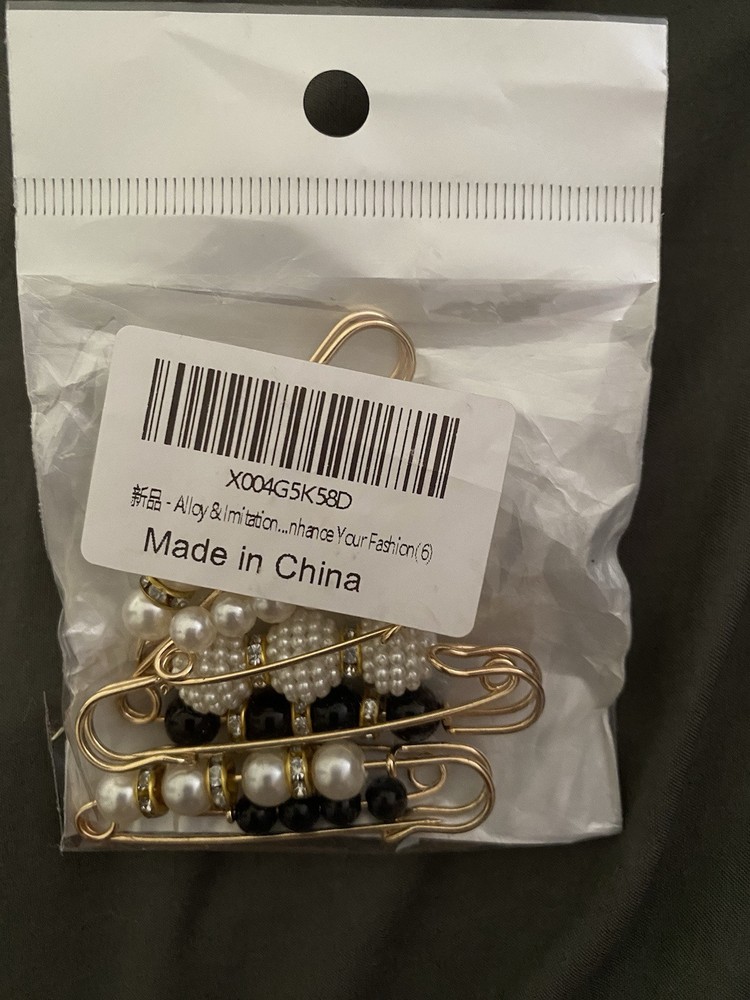 X004G5K58D
新品 - Alloy & Imitation...nhance Your Fashion(6)
Made in China